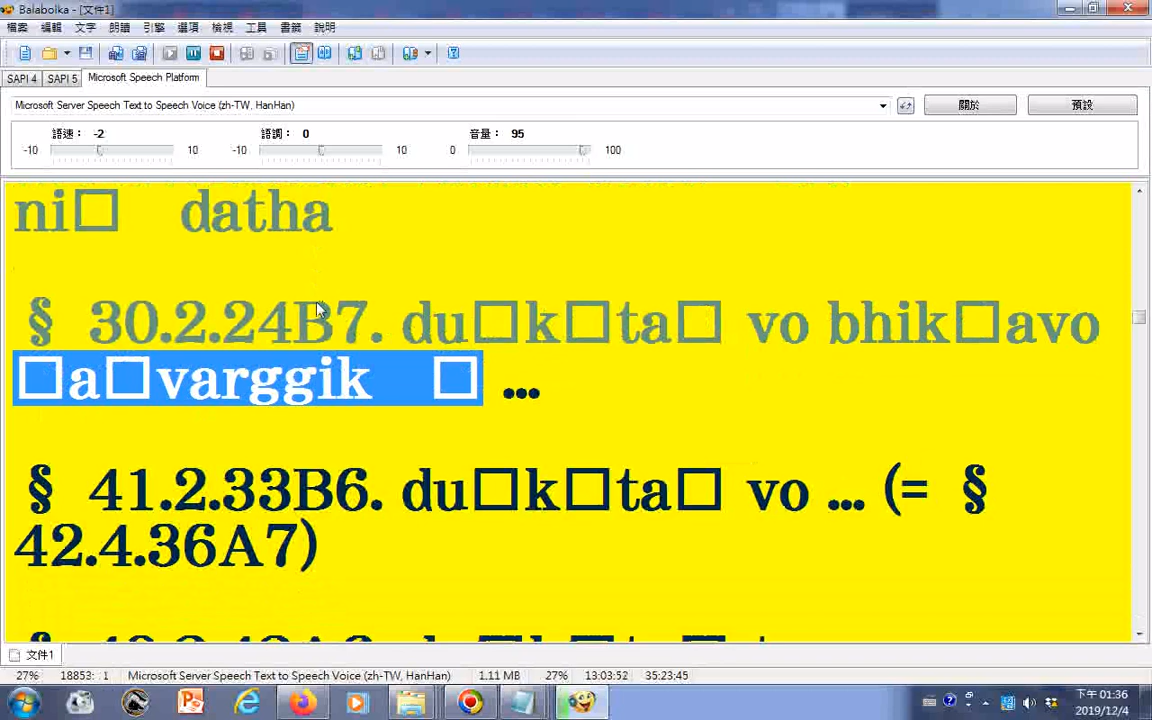 Balabolka - [文件1]
檔案 編輯 文字 朗讀 引擎 選項 檢視 工具 書籤 說明
SAPI 4 SAPI 5 Microsoft Speech Platform
Microsoft Server Speech Text to Speech Voice (zh-TW, HanHan) 關於 預設
語速： -2 語調： 0 音量： 95
-10 10 -10 10 0 100
ni□ datha
§ 30.2.24B7. du□k□ta□ vo bhik□avo
□a□varggik □ ...
§ 41.2.33B6. du□k□ta□ vo ... (= §
42.4.36A7)
文件1
27% 18853: 1 Microsoft Server Speech Text to Speech Voice (zh-TW, HanHan) 1.11 MB 27% 13:03:52 35:23:45
下午 01:36
2019/12/4